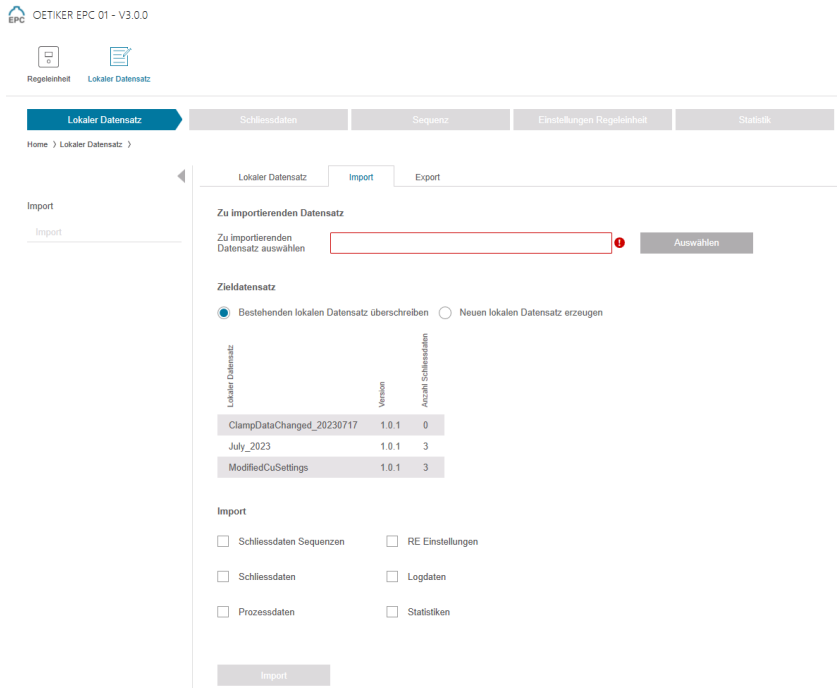 EPC OETIKER EPC 01 - V3.0.0
Regeleinheit Lokaler Datensatz
Lokaler Datensatz Schliessdaten Sequenz Einstellungen Regeleinheit Statistik
Home > Lokaler Datensatz >
Lokaler Datensatz Import Export
Import
Import
Zu importierenden Datensatz
Zu importierenden
Datensatz auswählen
! Auswählen
Zieldatensatz
Bestehenden lokalen Datensatz überschreiben Neuen lokalen Datensatz erzeugen
Lokaler Datensatz Version Anzahl Schliessdaten
ClampDataChanged_20230717 1.0.1 0
July_2023 1.0.1 3
ModifiedCuSettings 1.0.1 3
Import
Schliessdaten Sequenzen RE Einstellungen
Schliessdaten Logdaten
Prozessdaten Statistiken
Import